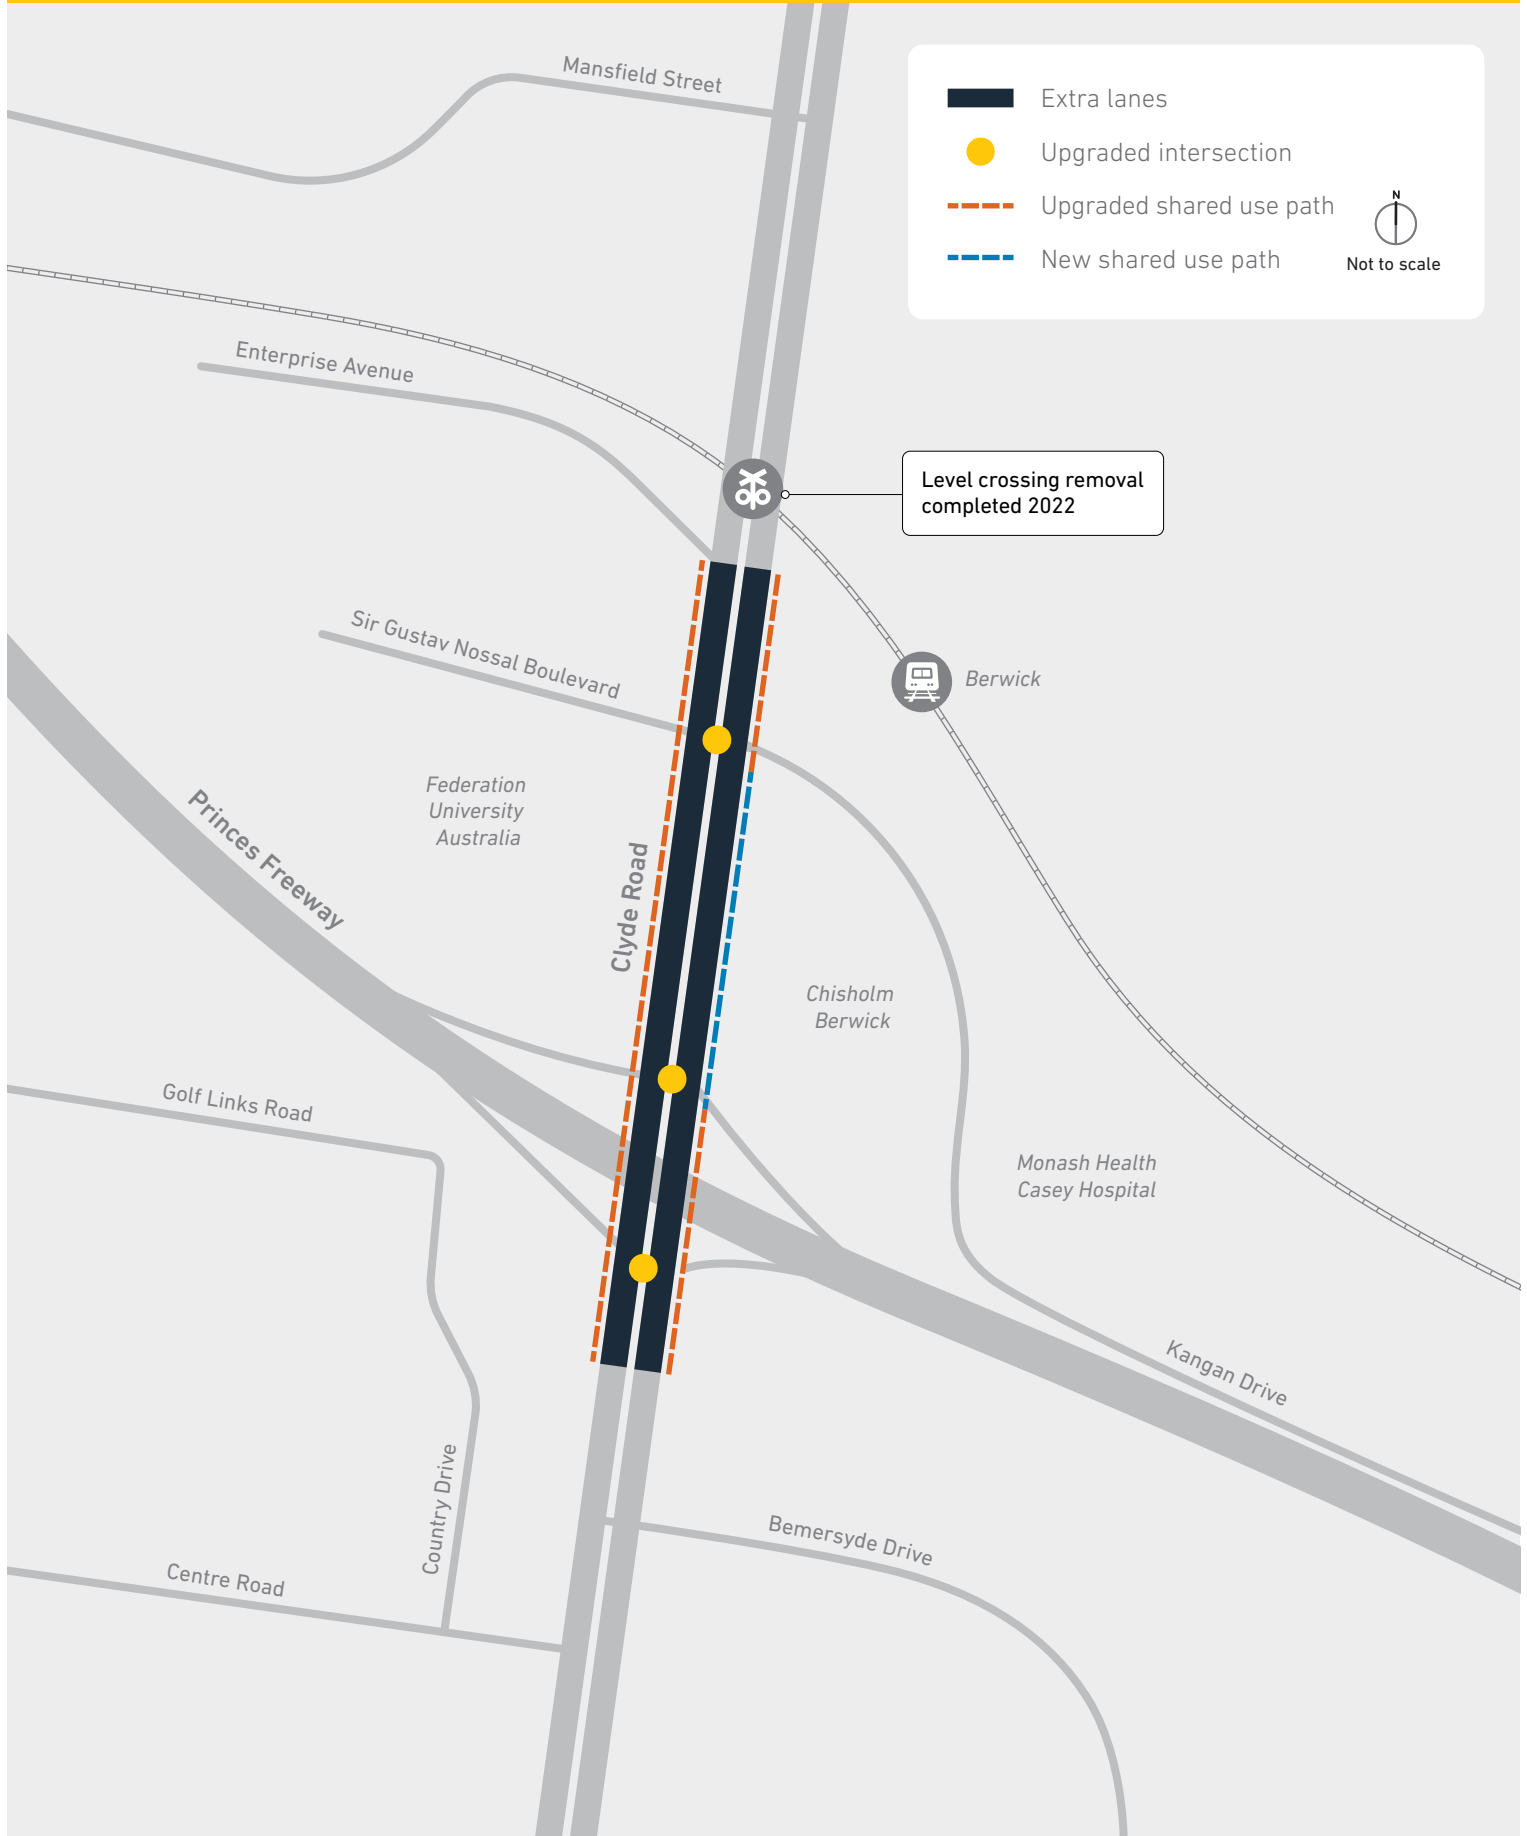 Mansfield Street
Extra lanes
Upgraded intersection
Upgraded shared use path
New shared use path
N
Not to scale
Enterprise Avenue
Level crossing removal
completed 2022
Sir Gustav Nossal Boulevard
Berwick
Federation
University
Australia
Princes Freeway
Clyde Road
Chisholm
Berwick
Golf Links Road
Monash Health
Casey Hospital
Kangan Drive
Country Drive
Bemersyde Drive
Centre Road